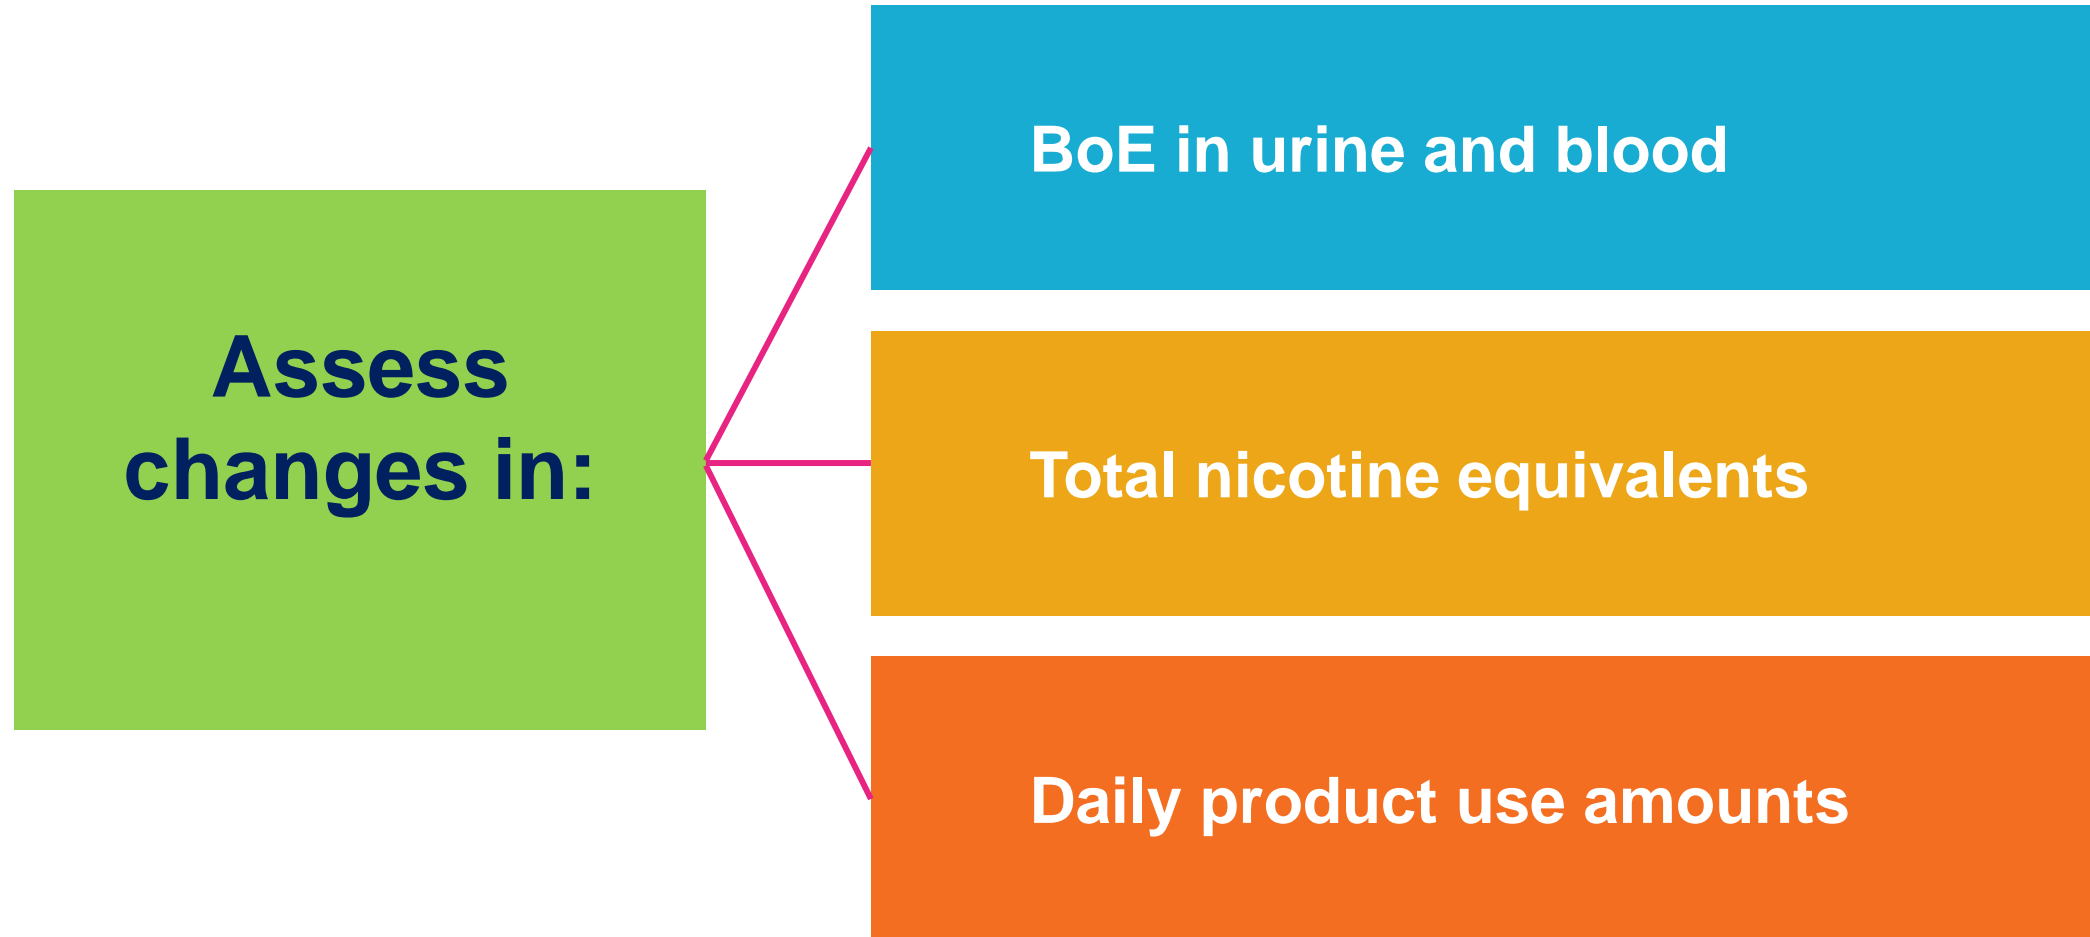 Assess
changes in:
BoE in urine and blood
Total nicotine equivalents
Daily product use amounts